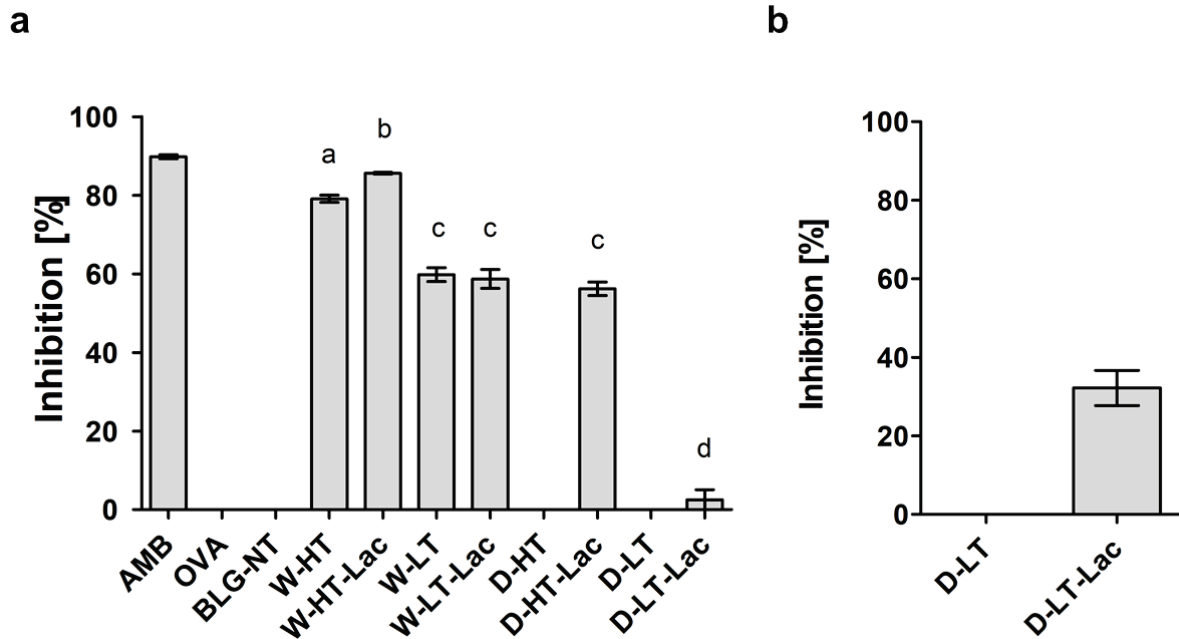 a
b
100
80
60
40
20
0
Inhibition [%]
a
b
c
c
c
d
AMB
OVA
BLG-NT
W-HT
W-HT-Lac
W-LT
W-LT-Lac
D-HT
D-HT-Lac
D-LT
D-LT-Lac
100
80
60
40
20
0
Inhibition [%]
D-LT
D-LT-Lac